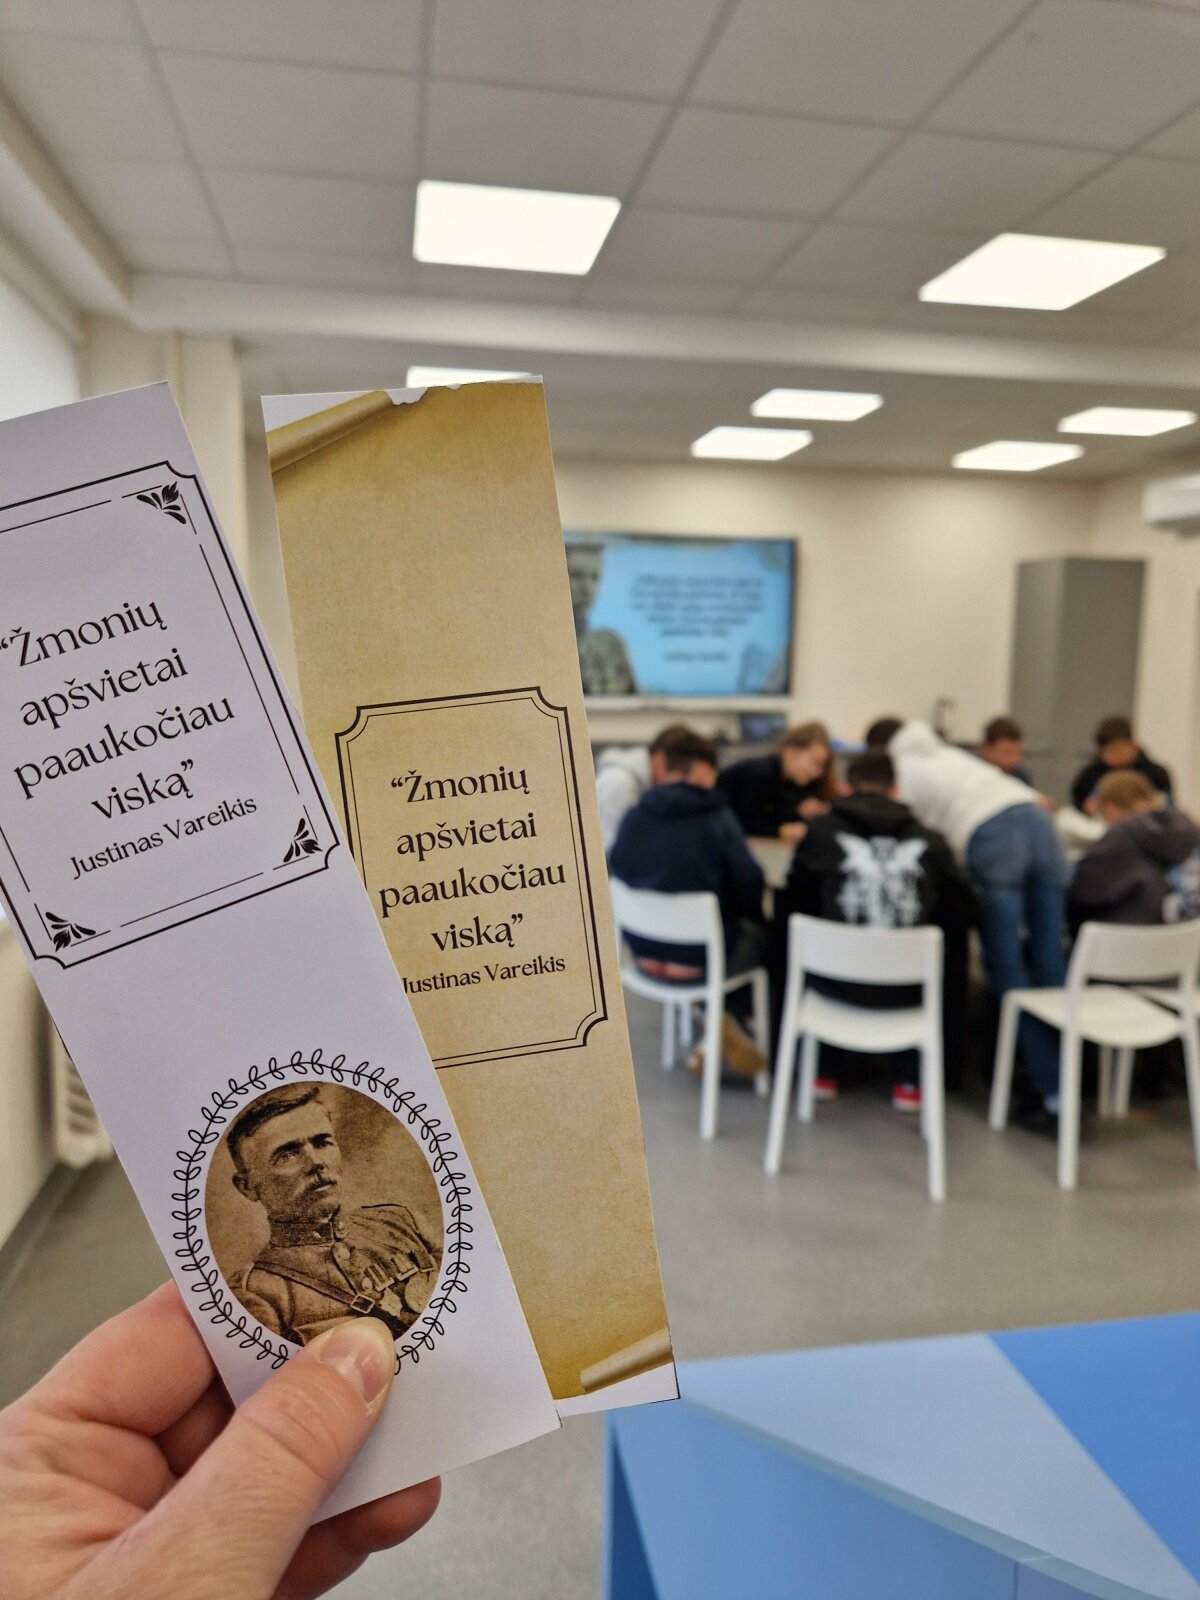 “Žmonių
apšvietai
paaukočiau
viską”
Justinas Vareikis
“Žmonių
apšvietai
paaukočiau
viską”
Justinas Vareikis